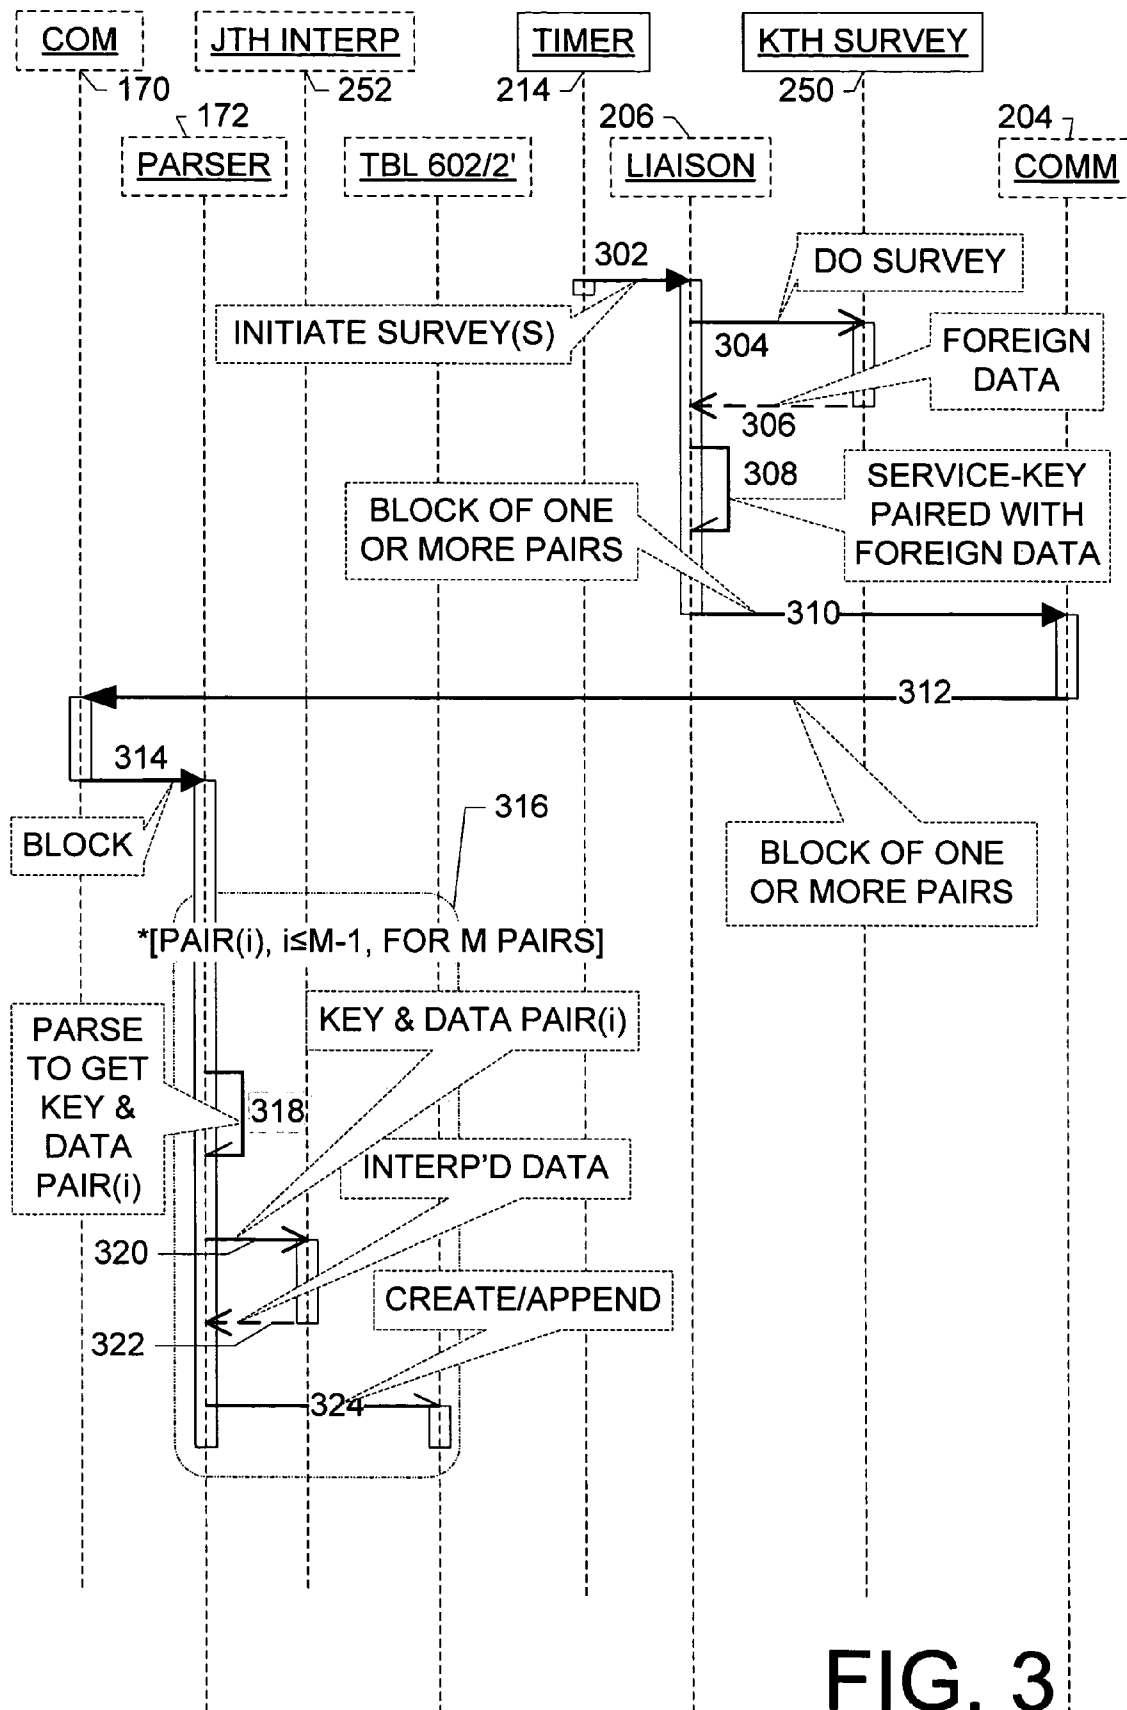 COM
JTH INTERP
TIMER
KTH SURVEY
170
252
214
250
172
206
204
PARSER
TBL 602/2'
LIAISON
COMM
302
DO SURVEY
INITIATE SURVEY(S)
304
FOREIGN
DATA
306
308
SERVICE-KEY
PAIRED WITH
FOREIGN DATA
BLOCK OF ONE
OR MORE PAIRS
310
312
314
BLOCK
316
BLOCK OF ONE
OR MORE PAIRS
*[PAIR(i), i≤M-1, FOR M PAIRS]
KEY & DATA PAIR(i)
PARSE
TO GET
KEY &
DATA
PAIR(i)
318
INTERP'D DATA
320
CREATE/APPEND
322
324
FIG. 3